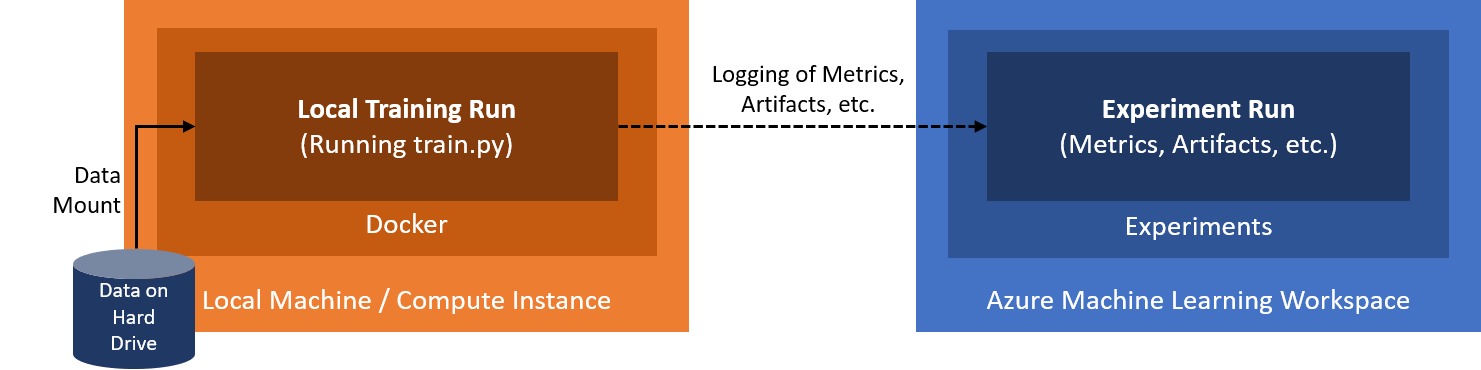 Local Training Run
(Running train.py)
Docker
Local Machine / Compute Instance
Data
Mount
Data on
Hard
Drive
Logging of Metrics,
Artifacts, etc.
Experiment Run
(Metrics, Artifacts, etc.)
Experiments
Azure Machine Learning Workspace